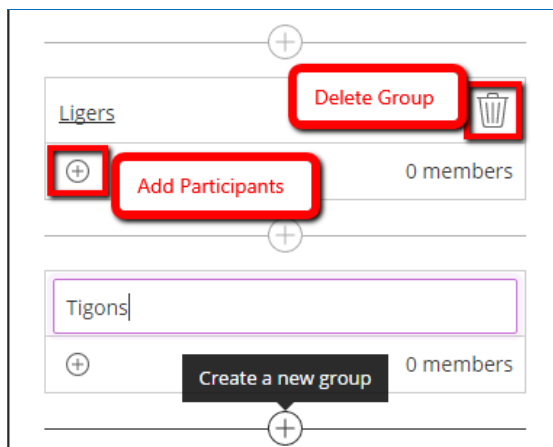 Delete Group
Ligers
Add Participants
0 members
Tigons
0 members
Create a new group